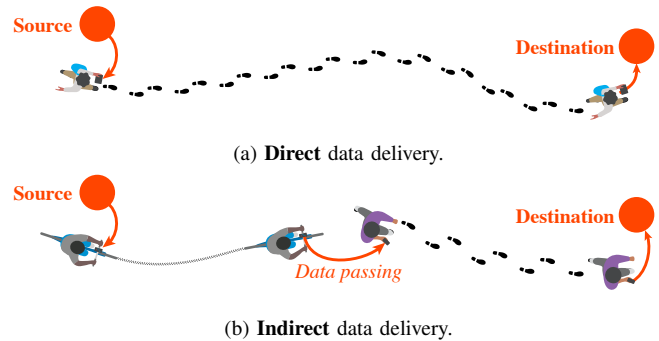 Source
Destination
(a) Direct data delivery.
Source
Destination
Data passing
(b) Indirect data delivery.